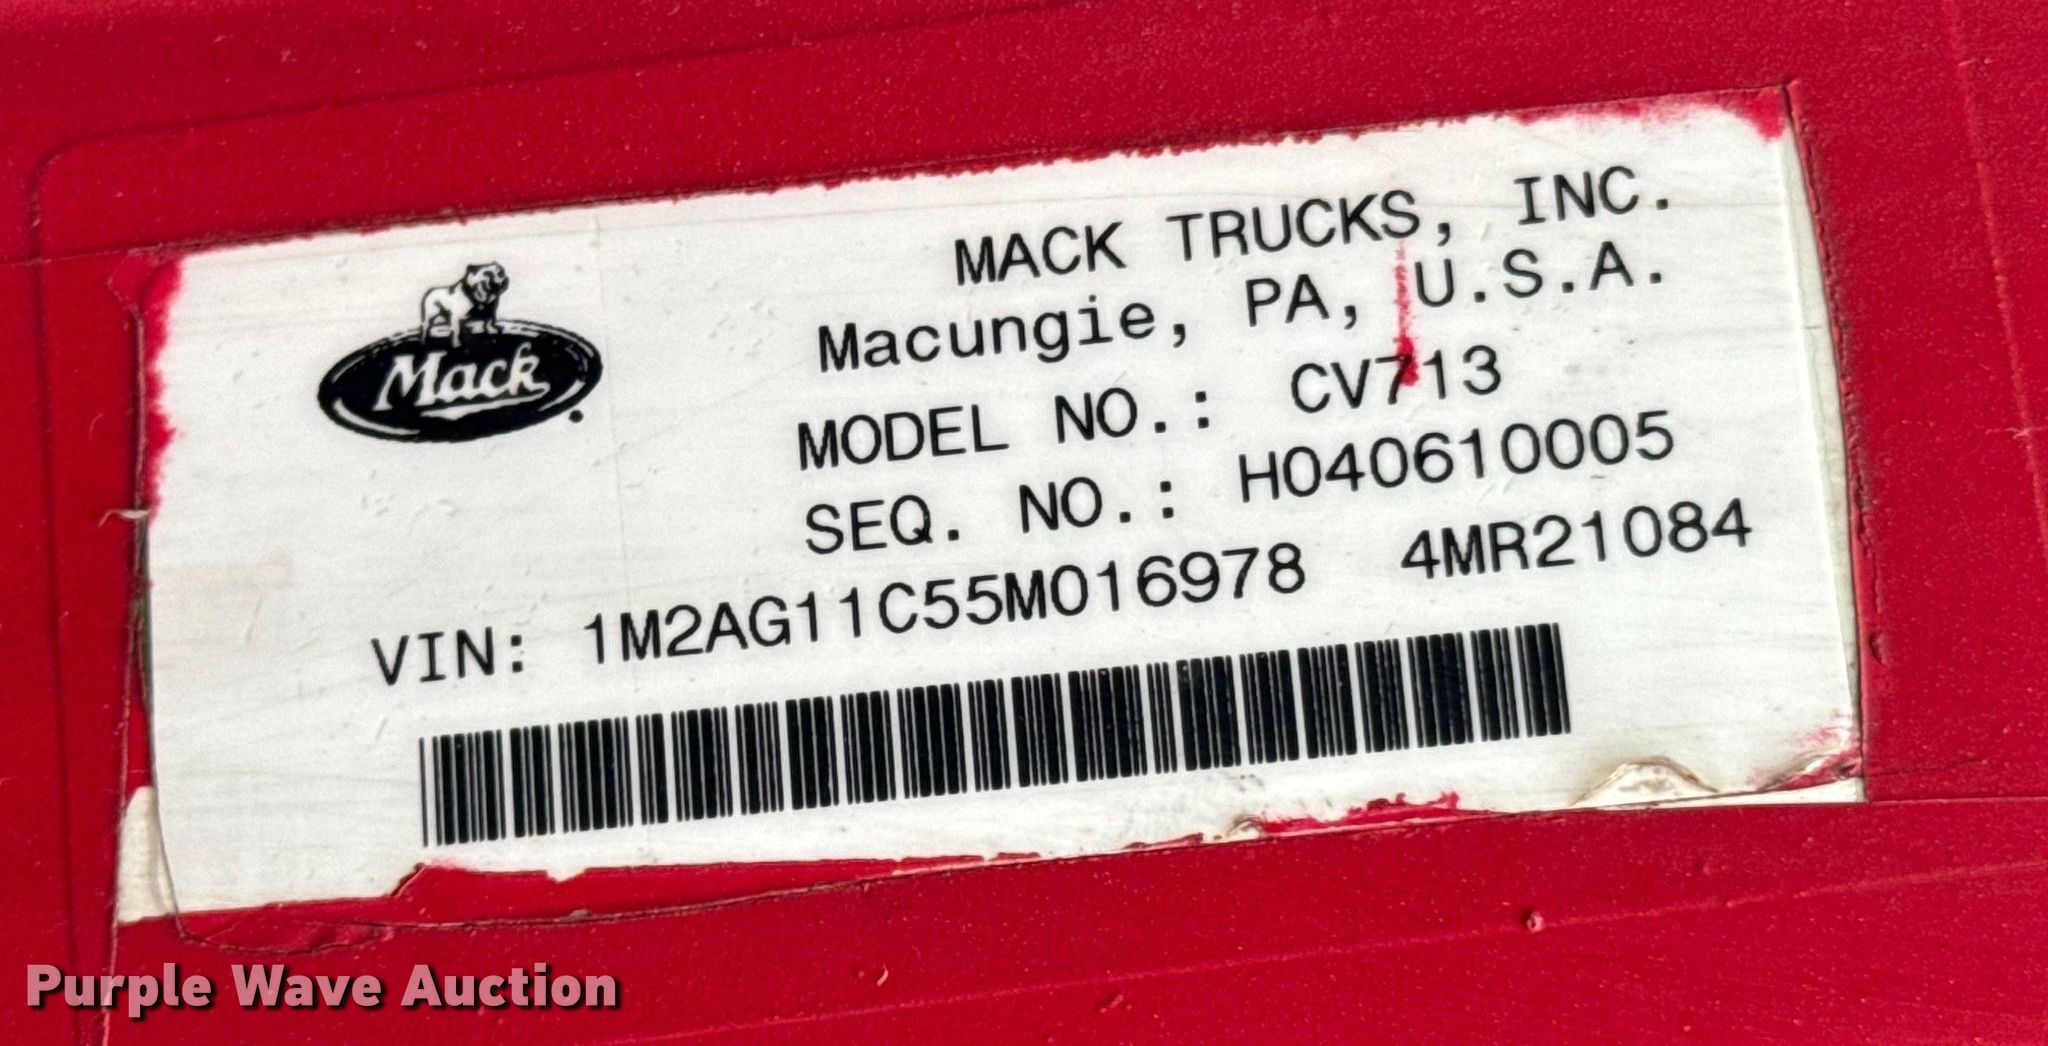 Mack
MACK TRUCKS, INC.
Macungie, PA, U.S.A.
MODEL NO.: CV713
SEQ. NO.: H040610005
VIN: 1M2AG11C55M016978 4MR21084
Purple Wave Auction